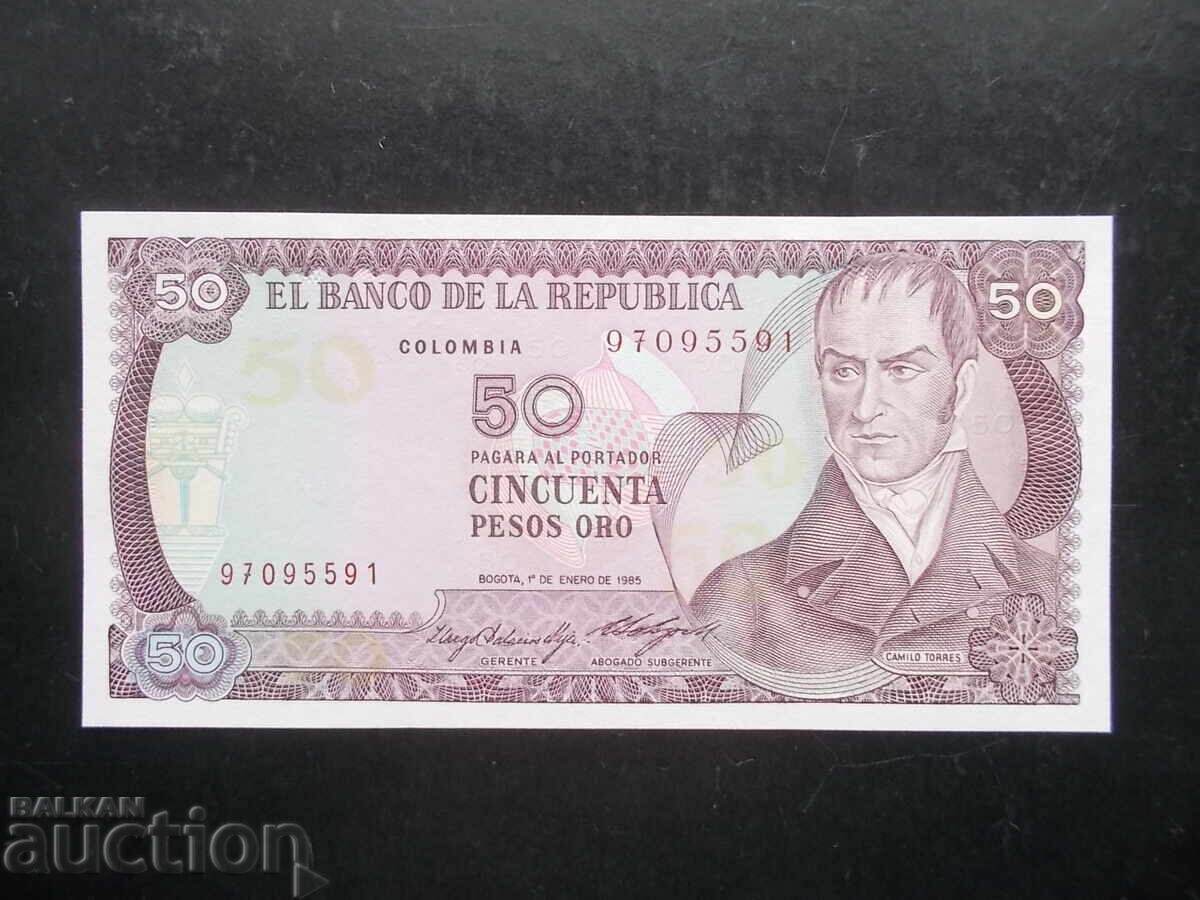 50
50
EL BANCO DE LA REPUBLICA
COLOMBIA
97095591
50
50
PAGARA AL PORTADOR
CINCUENTA
PESOS ORO
97095591
BOGOTA, 1º DE ENERO DE 1985
50
GERENTE
ABOGADO SUBGERENTE
CAMILO TORRES
BALKAN
auction